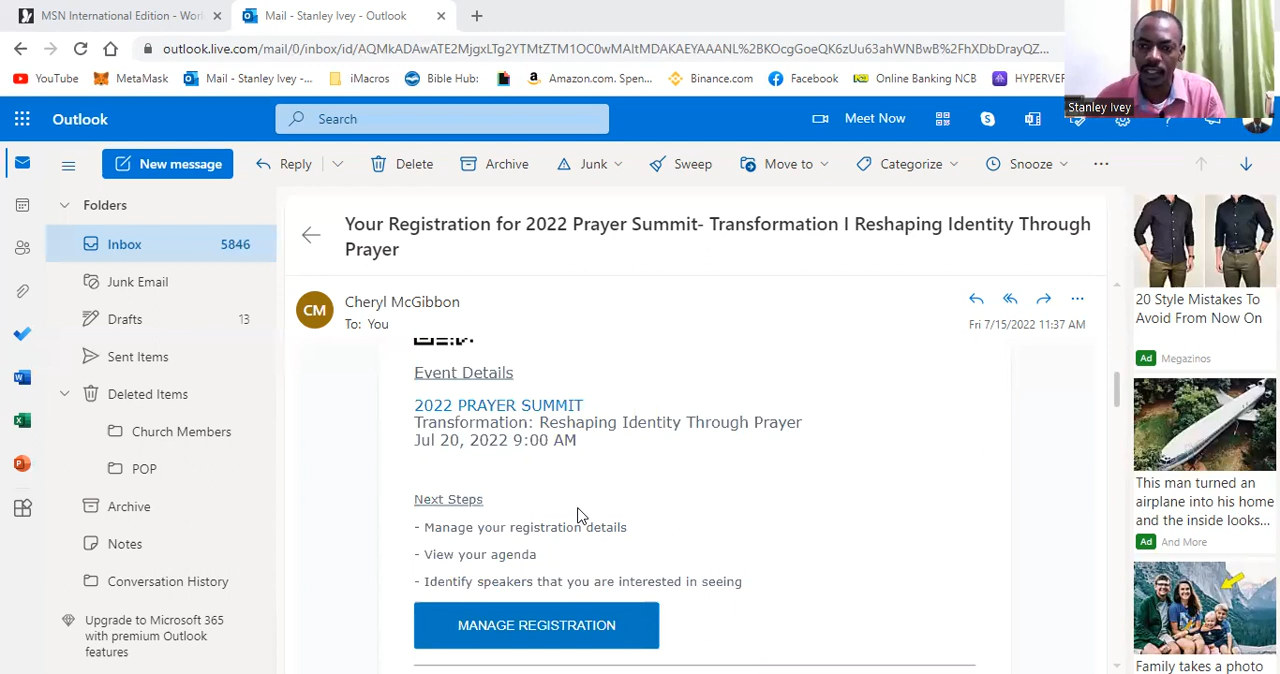 MSN International Edition - Wor
Mail - Stanley Ivey - Outlook
outlook.live.com/mail/0/inbox/id/AQMkADAwATE2MjgxLTg2YTMtZTM1OC0wMAItMDAKAEYAAANL%2BKOcgGoeQK6zUu63ahWNBwB%2FhXDbDrayQZ...
YouTube
MetaMask
Mail - Stanley Ivey -...
iMacros
Bible Hub:
Amazon.com. Spen...
Binance.com
Facebook
Online Banking NCB
HYPERVER
Stanley Ivey
Outlook
Search
Meet Now
New message
Reply
Delete
Archive
Junk
Sweep
Move to
Categorize
Snooze
Folders
Inbox 5846
Junk Email
Drafts 13
Sent Items
Deleted Items
Church Members
POP
Archive
Notes
Conversation History
Upgrade to Microsoft 365
with premium Outlook
features
Your Registration for 2022 Prayer Summit- Transformation I Reshaping Identity Through
Prayer
CM
Cheryl McGibbon
To: You
Fri 7/15/2022 11:37 AM
Event Details
2022 PRAYER SUMMIT
Transformation: Reshaping Identity Through Prayer
Jul 20, 2022 9:00 AM
Next Steps
- Manage your registration details
- View your agenda
- Identify speakers that you are interested in seeing
MANAGE REGISTRATION
20 Style Mistakes To
Avoid From Now On
Ad Megazinos
This man turned an
airplane into his home
and the inside looks...
Ad And More
Family takes a photo